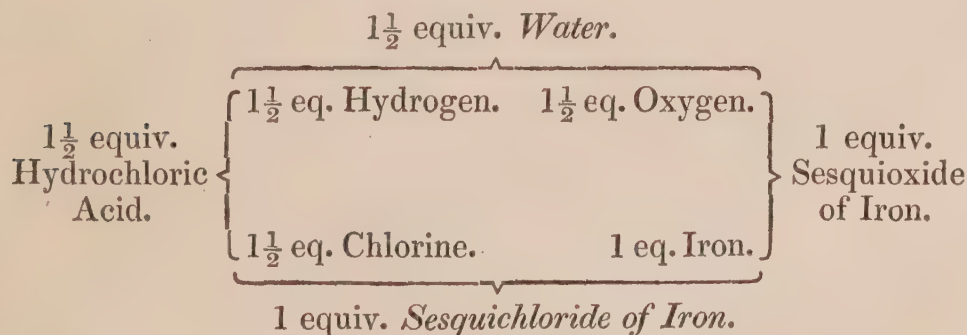 1½ equiv. Water.
1½ equiv.
Hydrochloric
Acid.
1½ eq. Hydrogen. 1½ eq. Oxygen.
1½ eq. Chlorine. 1 eq. Iron.
1 equiv.
Sesquioxide
of Iron.
1 equiv. Sesquichloride of Iron.